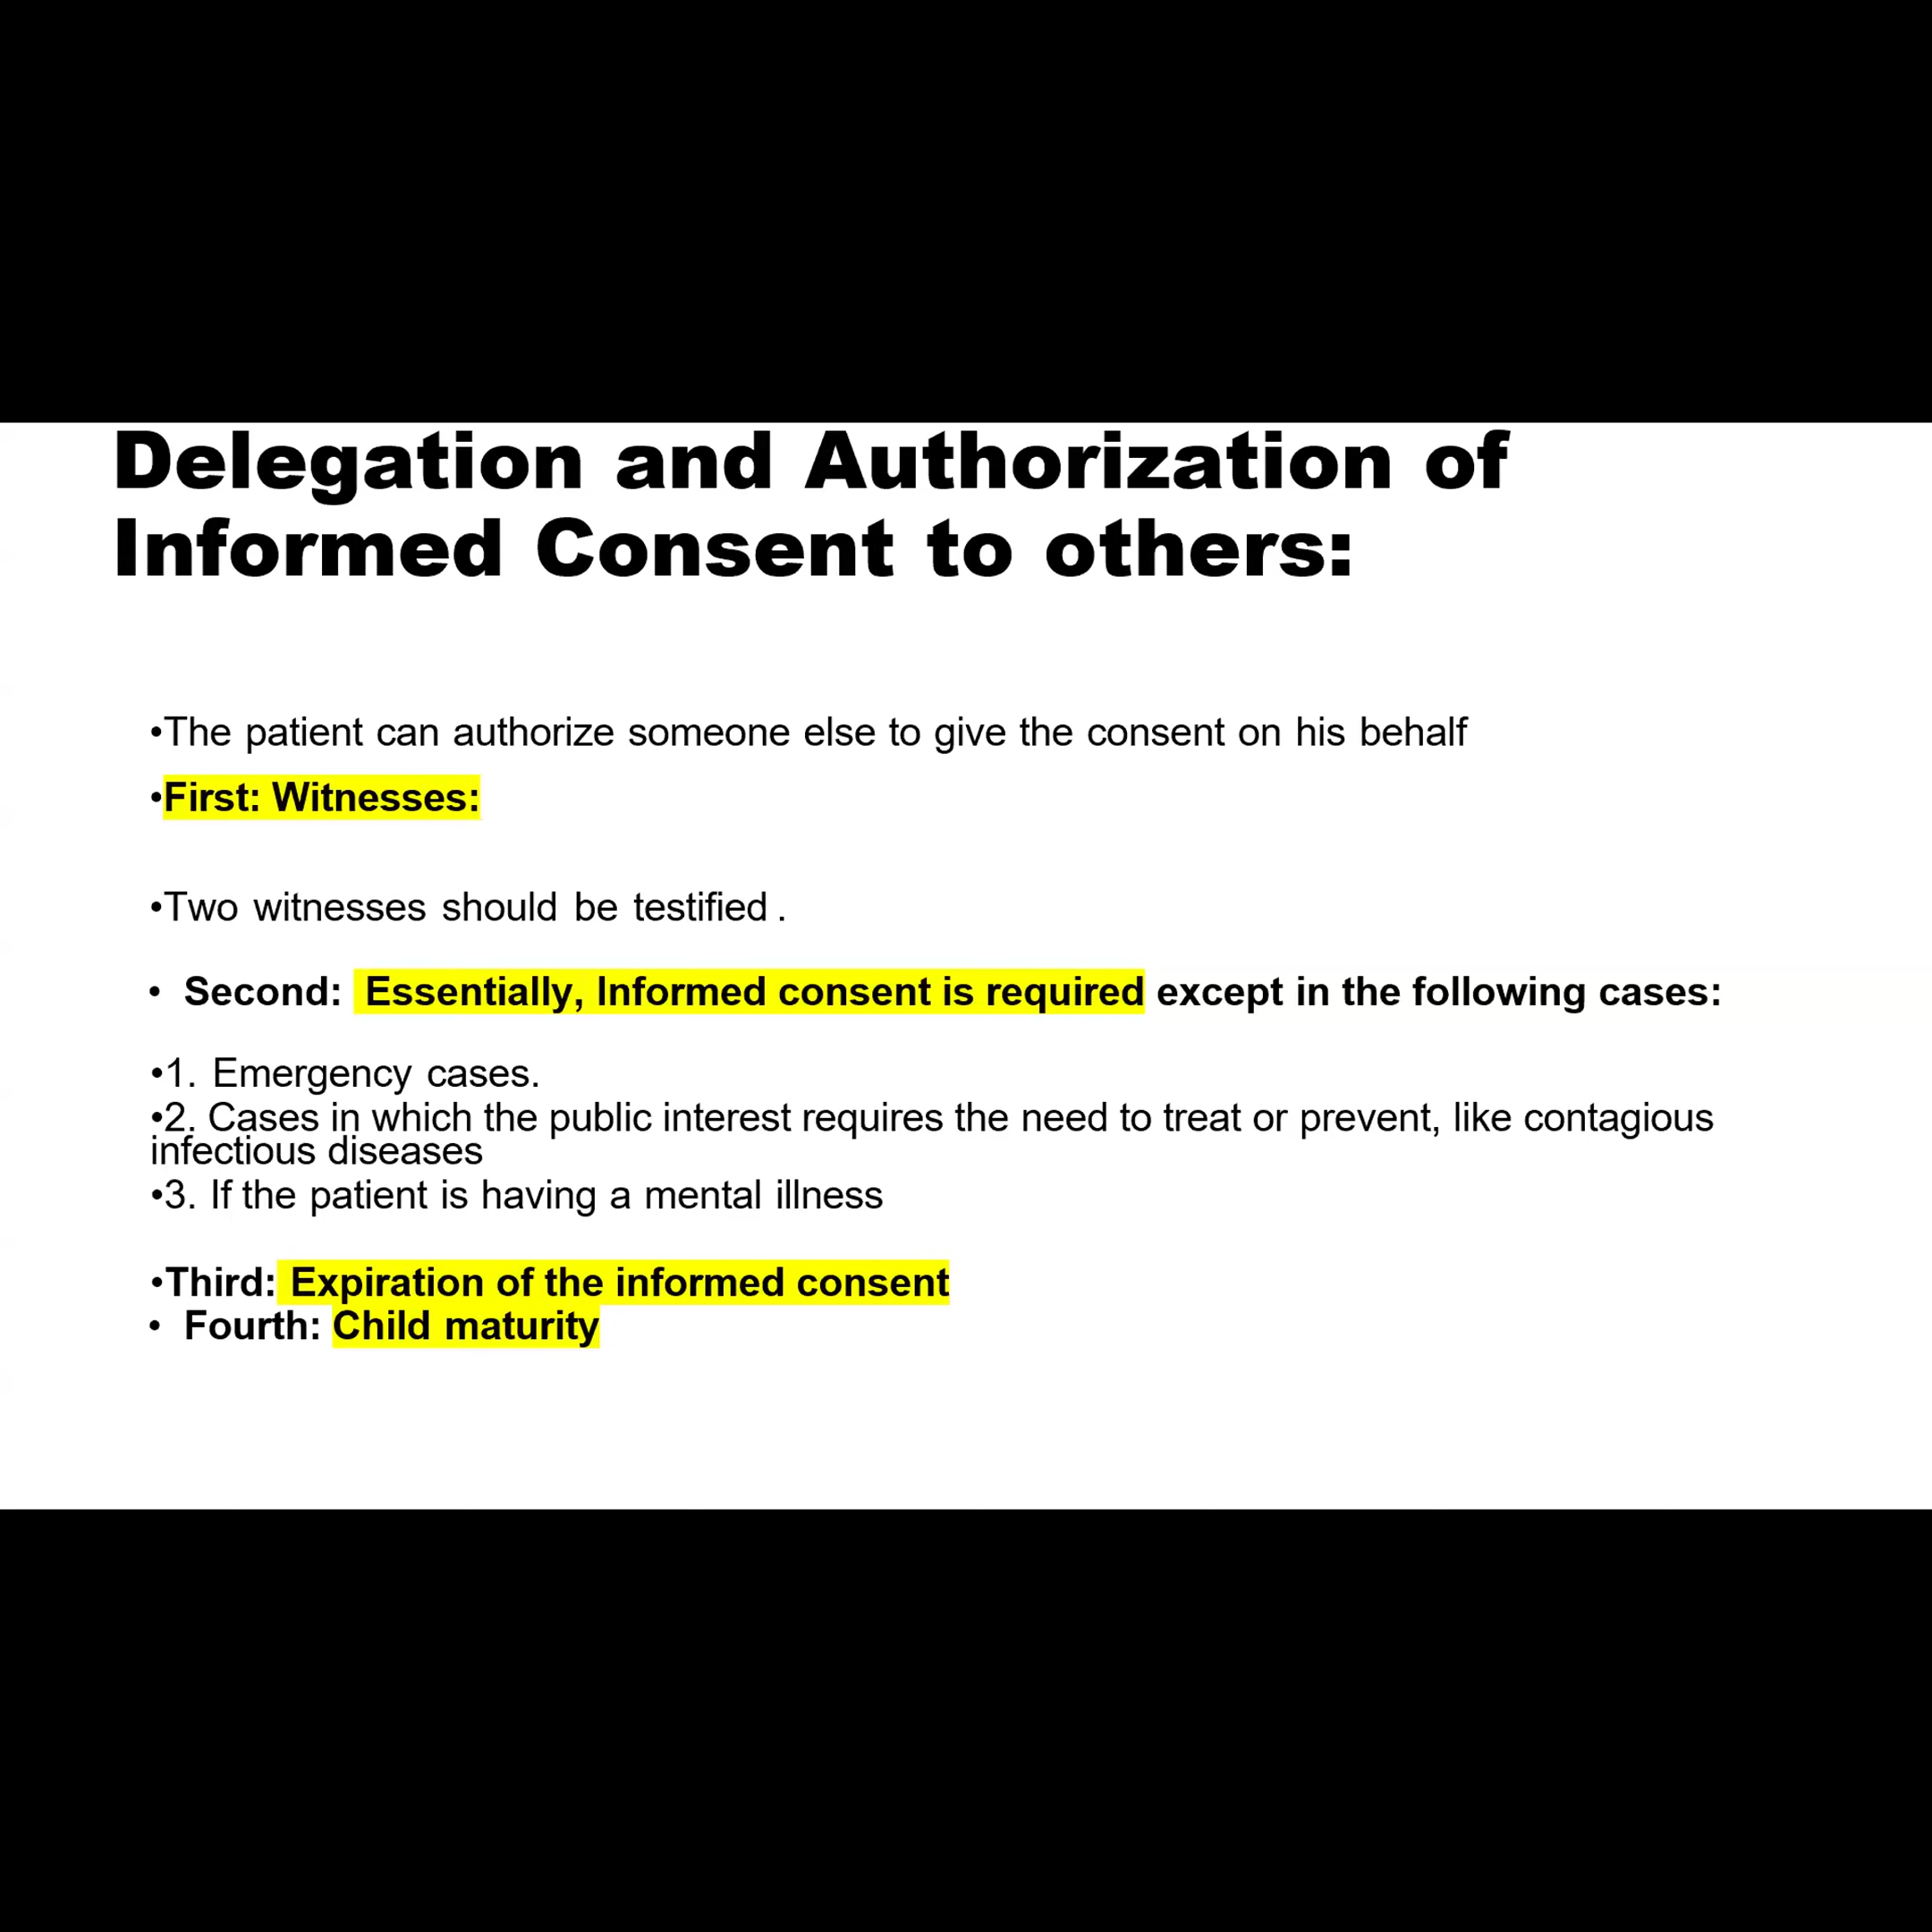 Delegation and Authorization of
Informed Consent to others:
•The patient can authorize someone else to give the consent on his behalf
•First: Witnesses:
•Two witnesses should be testified .
• Second: Essentially, Informed consent is required except in the following cases:
•1. Emergency cases.
•2. Cases in which the public interest requires the need to treat or prevent, like contagious
infectious diseases
•3. If the patient is having a mental illness
•Third: Expiration of the informed consent
• Fourth: Child maturity